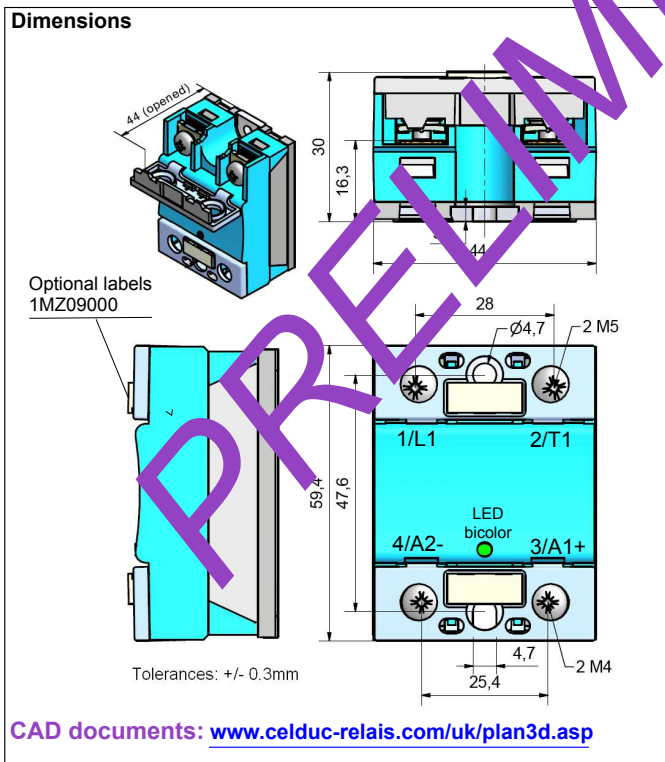 Dimensions
44 (opened)
30
16,3
44
Optional labels
1MZ09000
28
Ø4,7
2 M5
1/L1
2/T1
59,4
47,6
LED
bicolor
4/A2-
3/A1+
4,7
2 M4
25,4
Tolerances: +/- 0.3mm
CAD documents: www.celduc-relais.com/uk/plan3d.asp